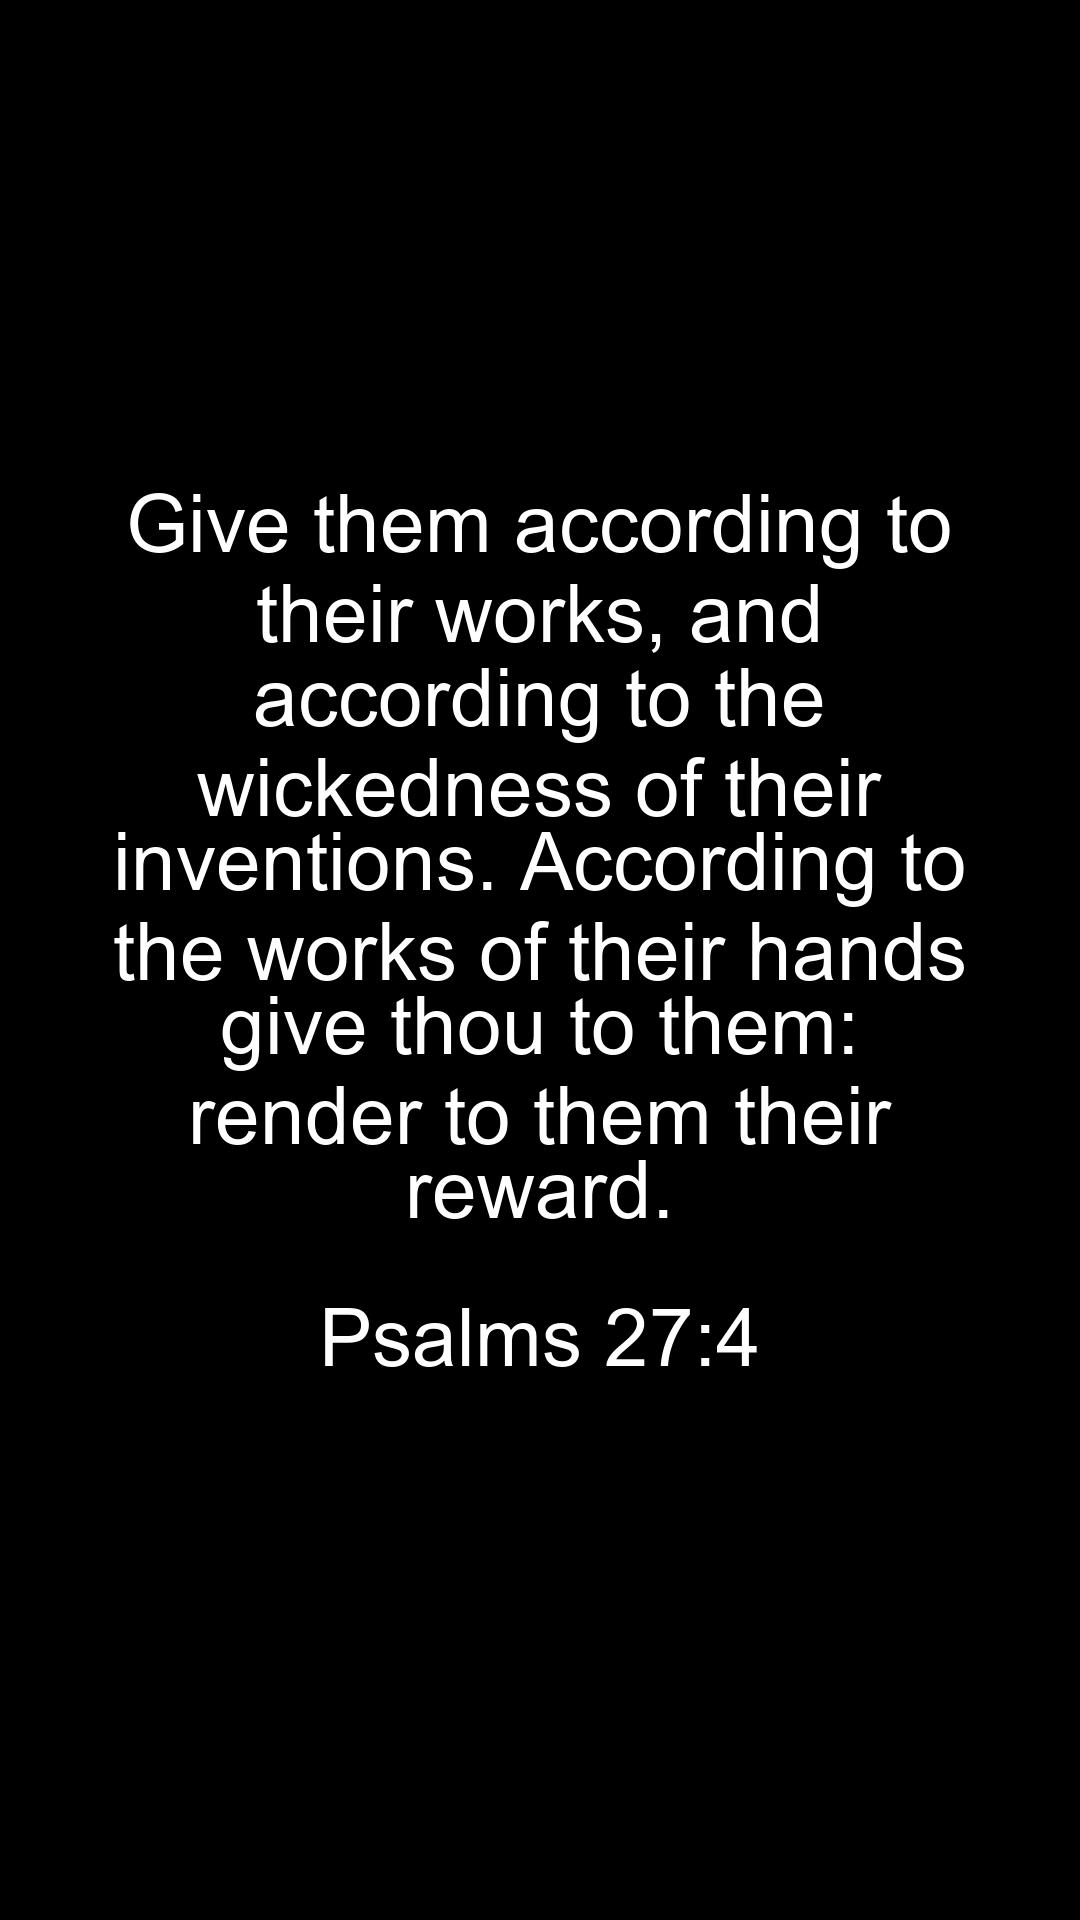 Give them according to
their works, and
according to the
wickedness of their
inventions. According to
the works of their hands
give thou to them:
render to them their
reward.
Psalms 27:4